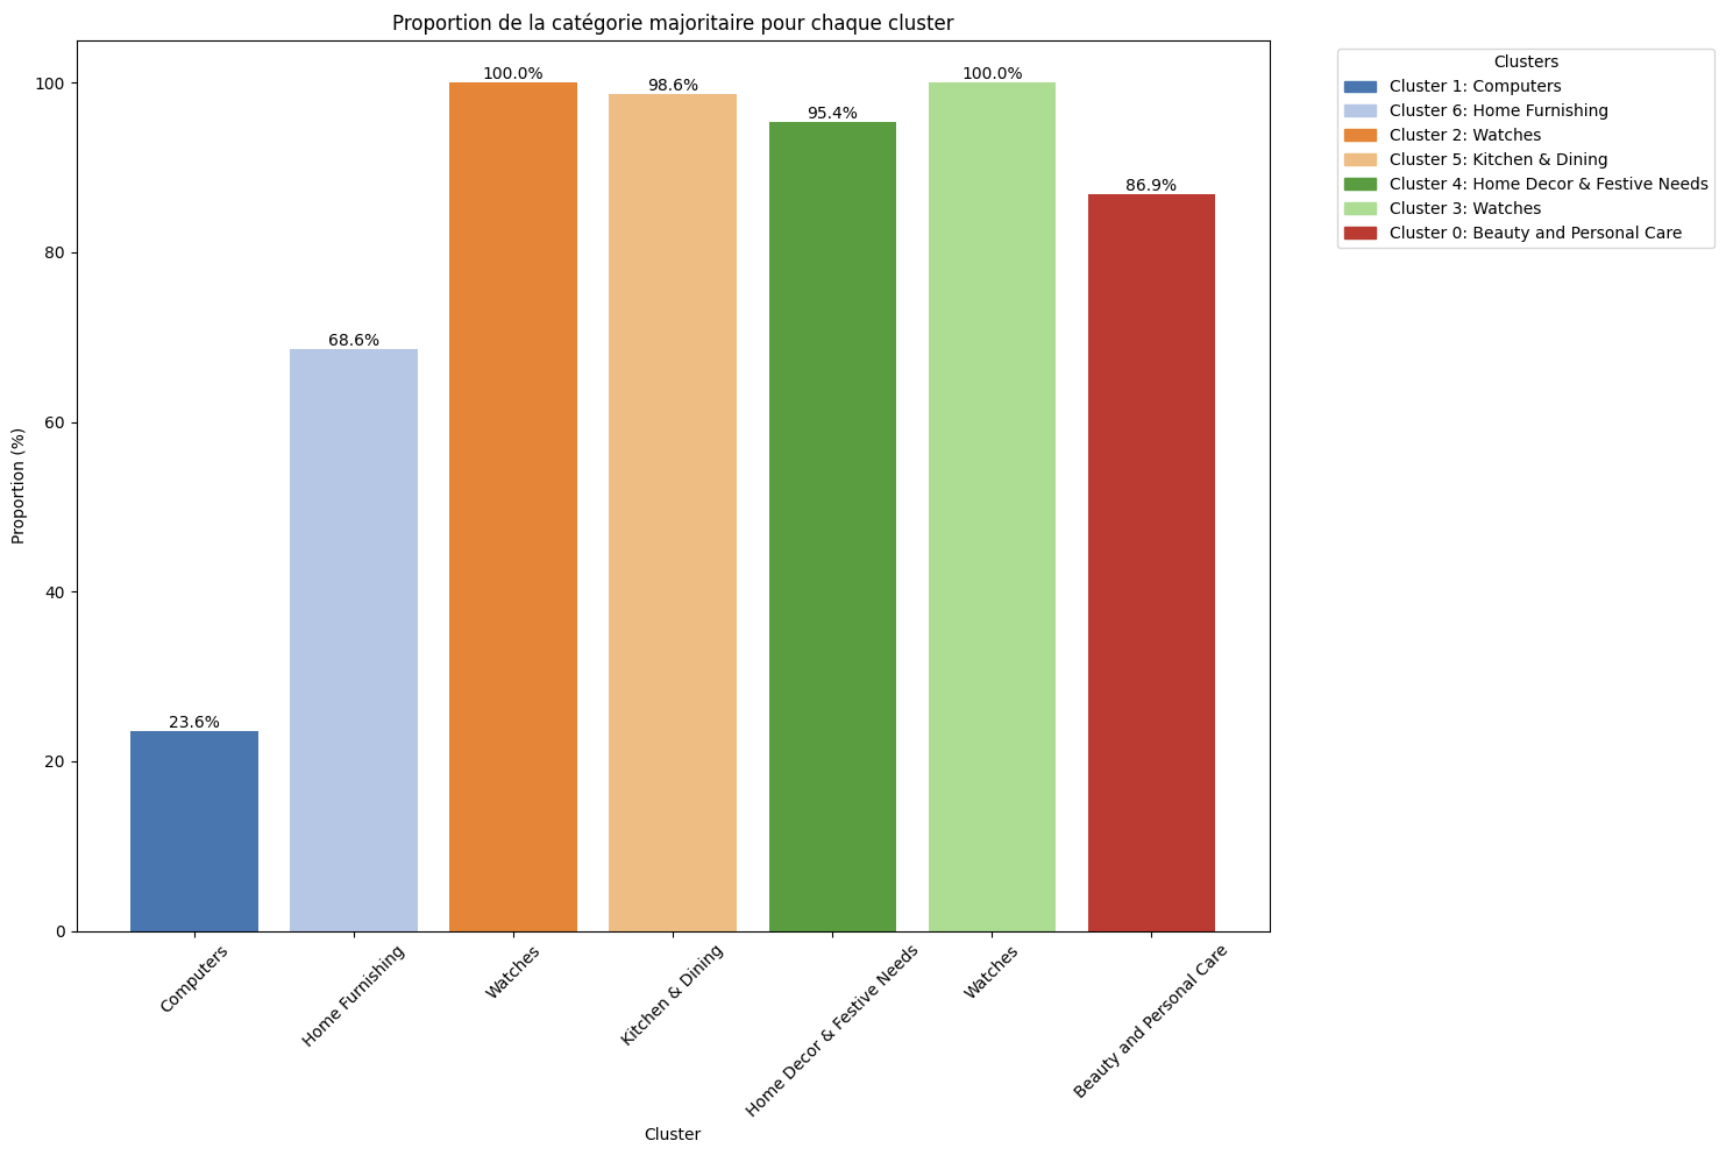 Proportion de la catégorie majoritaire pour chaque cluster
Proportion (%)
100
80
60
40
20
0
23.6%
68.6%
100.0%
98.6%
95.4%
100.0%
86.9%
Computers
Home Furnishing
Watches
Kitchen & Dining
Home Decor & Festive Needs
Watches
Beauty and Personal Care
Cluster
Clusters
Cluster 1: Computers
Cluster 6: Home Furnishing
Cluster 2: Watches
Cluster 5: Kitchen & Dining
Cluster 4: Home Decor & Festive Needs
Cluster 3: Watches
Cluster 0: Beauty and Personal Care